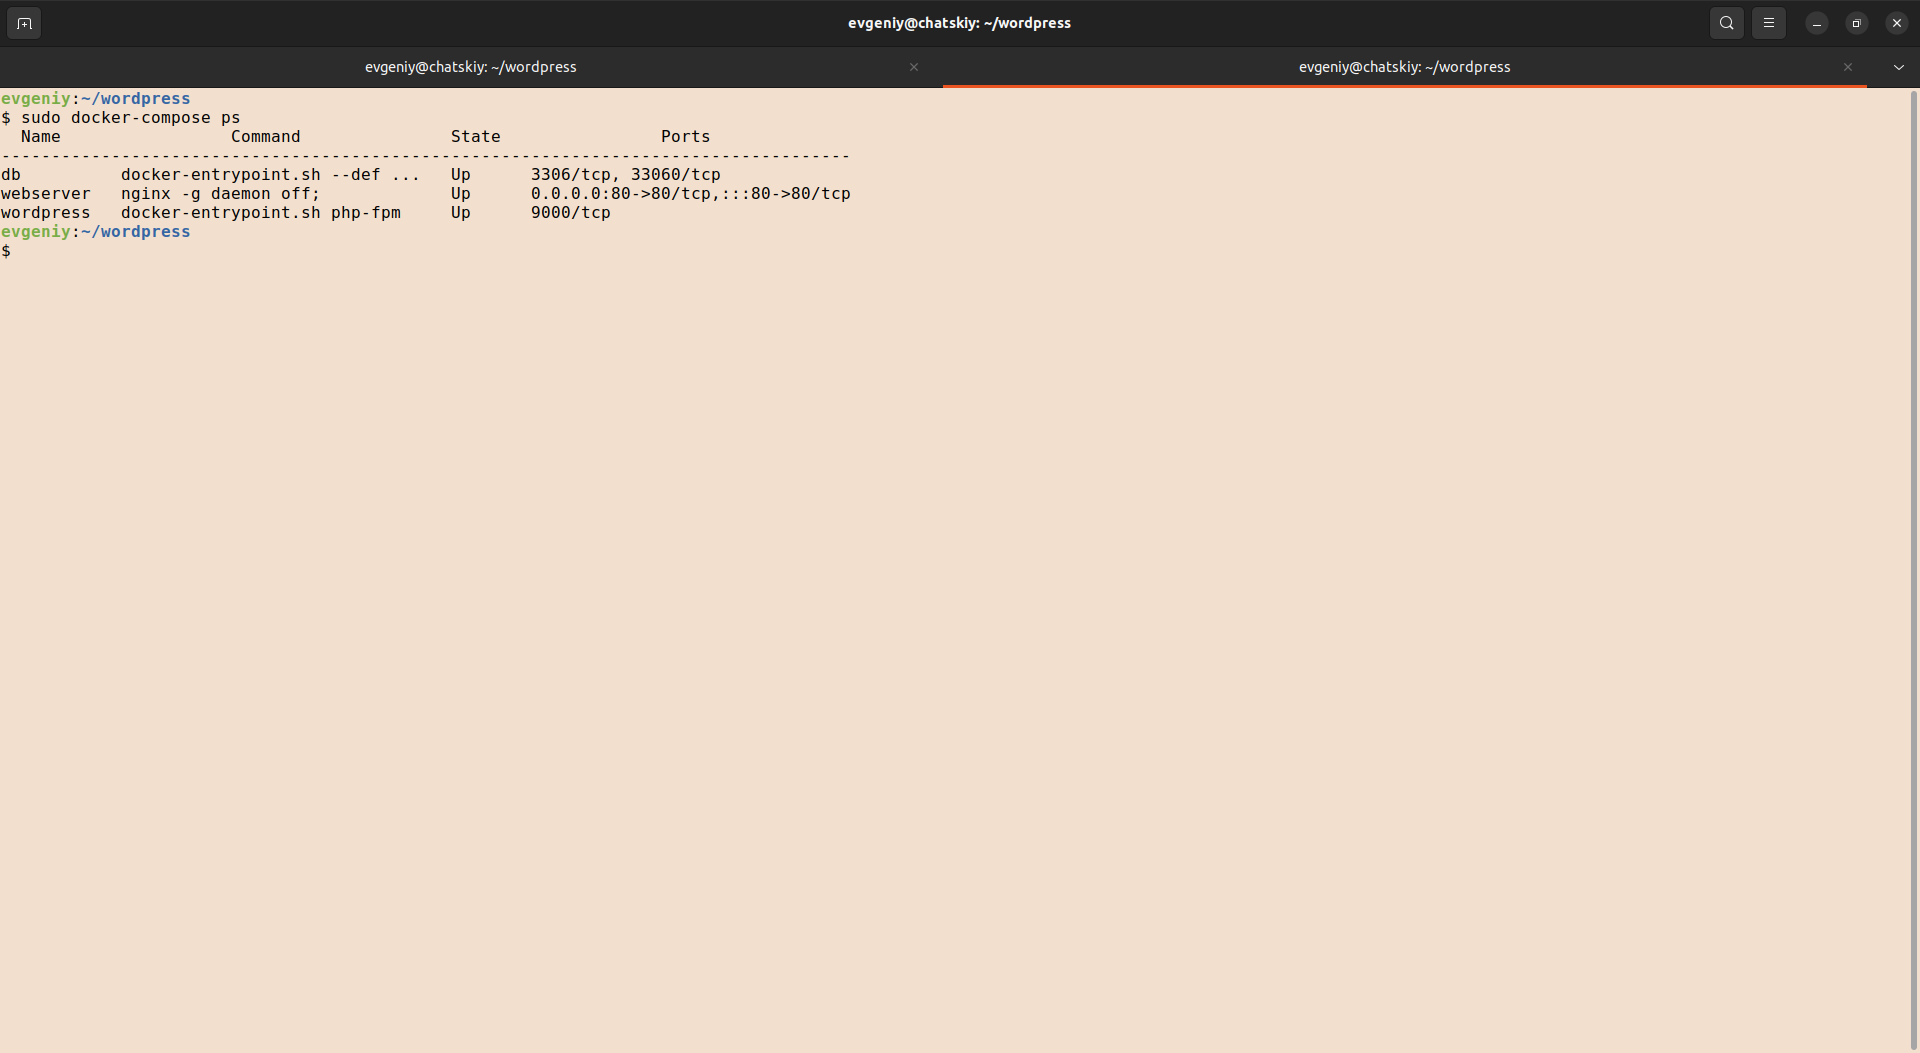 evgeniy@chatskiy: ~/wordpress
evgeniy@chatskiy: ~/wordpress evgeniy@chatskiy: ~/wordpress
evgeniy:~/wordpress
$ sudo docker-compose ps
  Name                 Command               State                Ports
-------------------------------------------------------------------------------------
db          docker-entrypoint.sh --def ...   Up      3306/tcp, 33060/tcp
webserver   nginx -g daemon off;             Up      0.0.0.0:80->80/tcp,:::80->80/tcp
wordpress   docker-entrypoint.sh php-fpm     Up      9000/tcp
evgeniy:~/wordpress
$